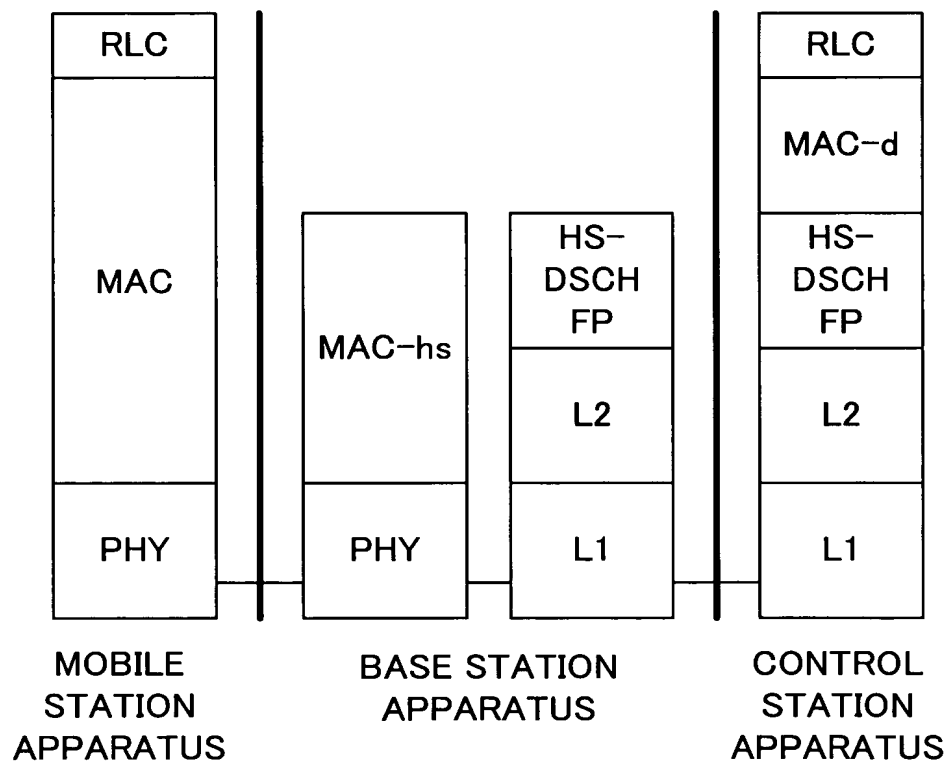 RLC
MAC
PHY
MAC-hs
PHY
HS-
DSCH
FP
L2
L1
RLC
MAC-d
HS-
DSCH
FP
L2
L1
MOBILE
STATION
APPARATUS
BASE STATION
APPARATUS
CONTROL
STATION
APPARATUS